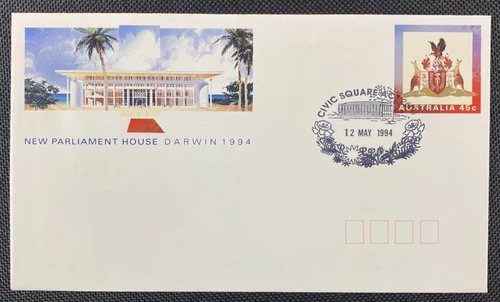 AUSTRALIA 45c
CIVIC SQUARE
12 MAY 1994
NEW PARLIAMENT HOUSE DARWIN 1994